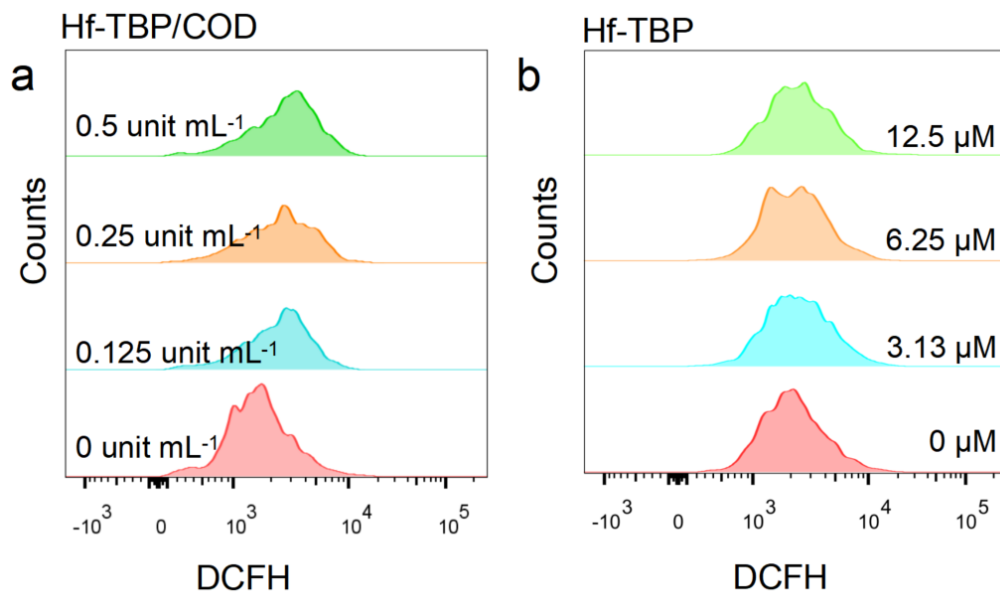 Hf-TBP/COD
a
0.5 unit mL⁻¹
0.25 unit mL⁻¹
0.125 unit mL⁻¹
0 unit mL⁻¹
Counts
-10³ 0 10³ 10⁴ 10⁵
DCFH
Hf-TBP
b
12.5 µM
6.25 µM
3.13 µM
0 µM
Counts
-10³ 0 10³ 10⁴ 10⁵
DCFH